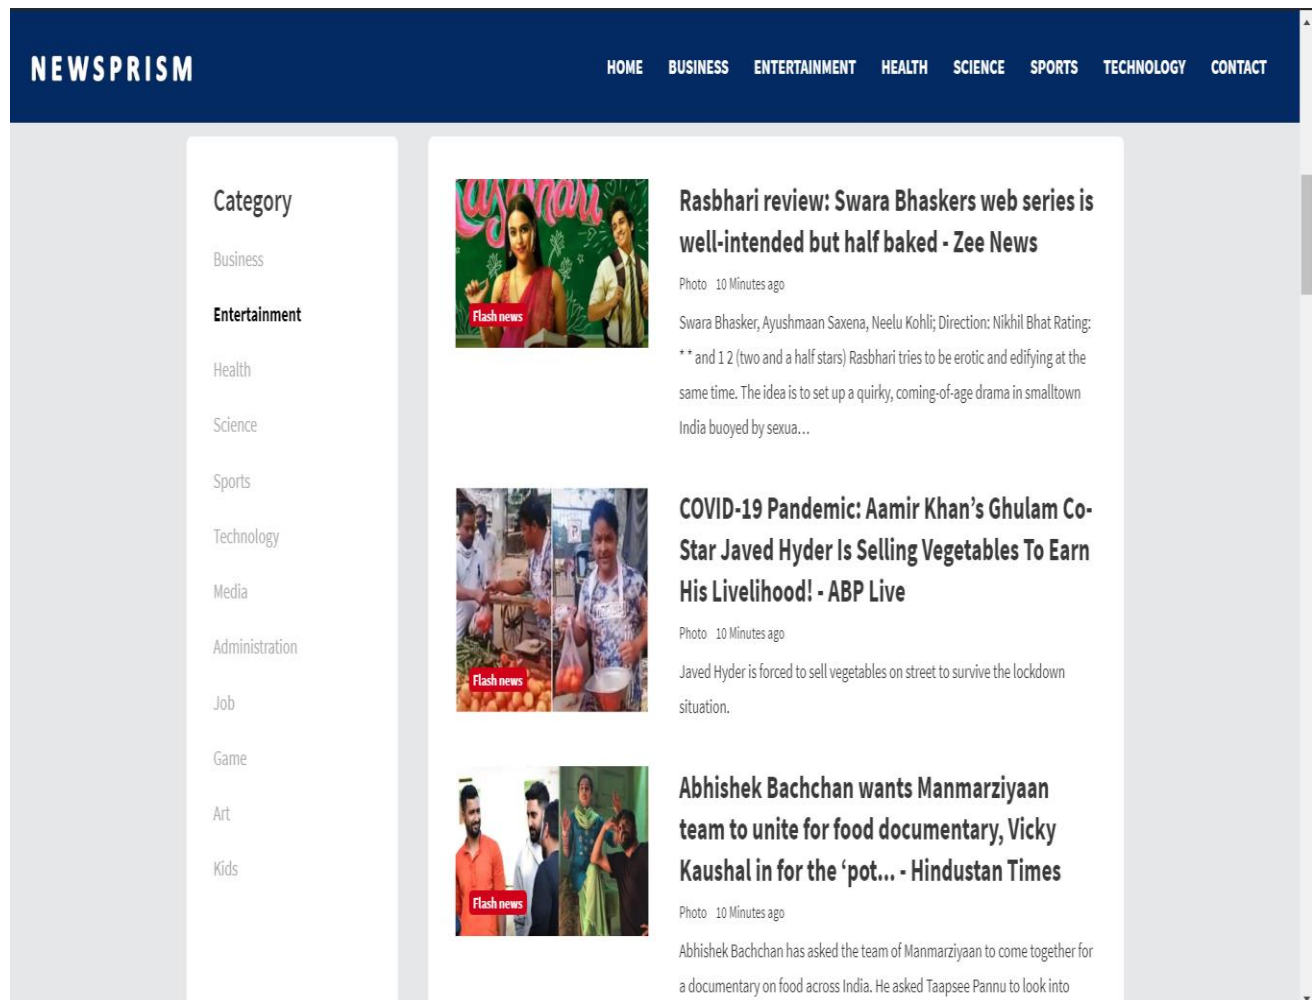 NEWSPRISM
HOME BUSINESS ENTERTAINMENT HEALTH SCIENCE SPORTS TECHNOLOGY CONTACT
Category
Business
Entertainment
Health
Science
Sports
Technology
Media
Administration
Job
Game
Art
Kids
Rasbhari
Flash news
Rasbhari review: Swara Bhaskers web series is
well-intended but half baked - Zee News
Photo 10 Minutes ago
Swara Bhasker, Ayushmaan Saxena, Neelu Kohli; Direction: Nikhil Bhat Rating:
* * and 1 2 (two and a half stars) Rasbhari tries to be erotic and edifying at the
same time. The idea is to set up a quirky, coming-of-age drama in smalltown
India buoyed by sexua…
Flash news
COVID-19 Pandemic: Aamir Khan’s Ghulam Co-
Star Javed Hyder Is Selling Vegetables To Earn
His Livelihood! - ABP Live
Photo 10 Minutes ago
Javed Hyder is forced to sell vegetables on street to survive the lockdown
situation.
Flash news
Abhishek Bachchan wants Manmarziyaan
team to unite for food documentary, Vicky
Kaushal in for the ‘pot... - Hindustan Times
Photo 10 Minutes ago
Abhishek Bachchan has asked the team of Manmarziyaan to come together for
a documentary on food across India. He asked Taapsee Pannu to look into